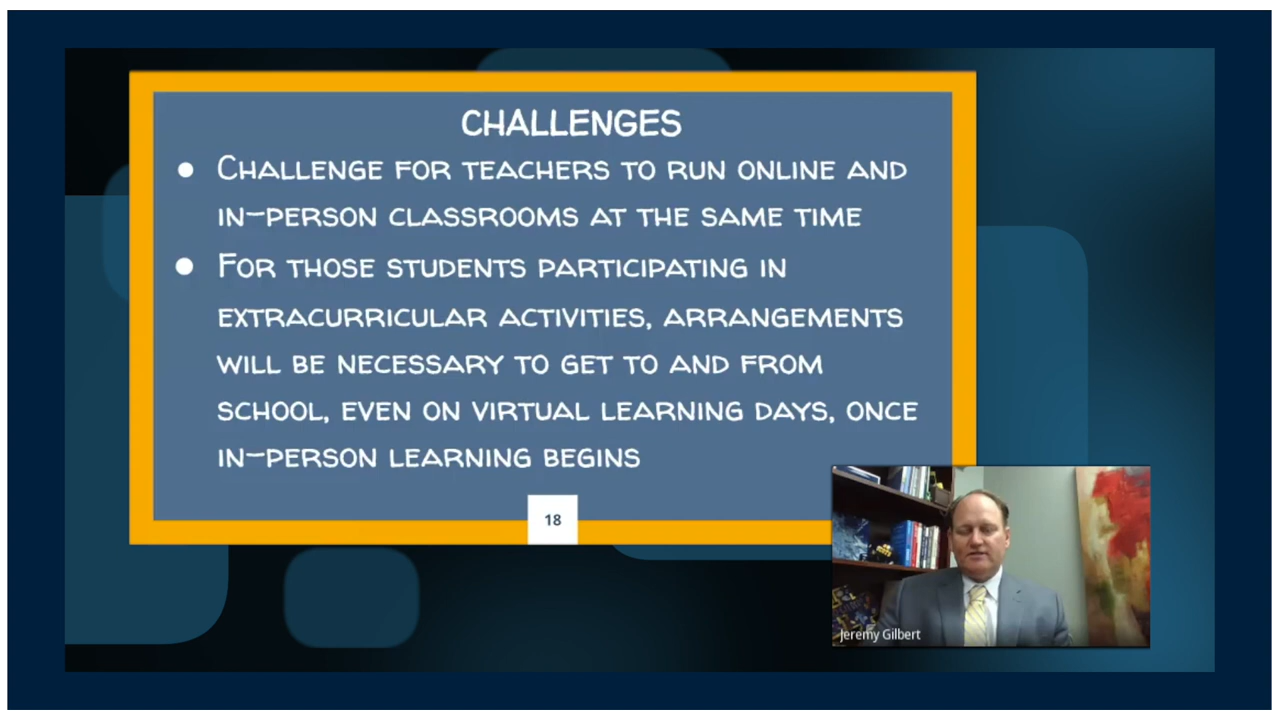 CHALLENGES
● CHALLENGE FOR TEACHERS TO RUN ONLINE AND
IN-PERSON CLASSROOMS AT THE SAME TIME
● FOR THOSE STUDENTS PARTICIPATING IN
EXTRACURRICULAR ACTIVITIES, ARRANGEMENTS
WILL BE NECESSARY TO GET TO AND FROM
SCHOOL, EVEN ON VIRTUAL LEARNING DAYS, ONCE
IN-PERSON LEARNING BEGINS
18
Jeremy Gilbert